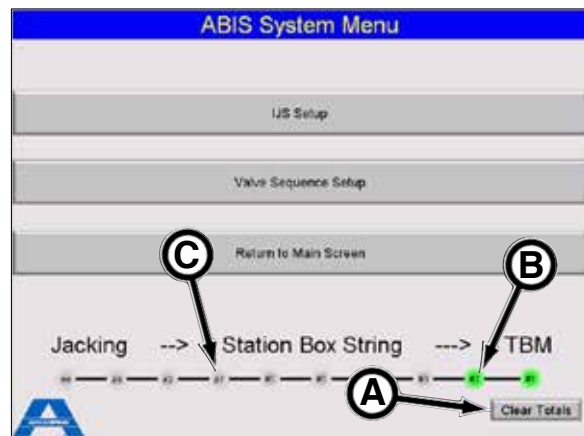 ABIS System Menu
IJS Setup
Valve Sequence Setup
Return to Main Screen
C
B
Jacking --> Station Box String ---> TBM
A
Clear Totals